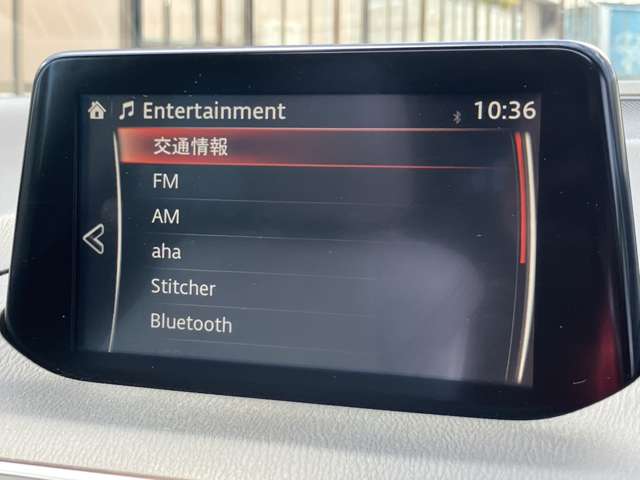 Entertainment 10:36
交通情報
FM
AM
aha
Stitcher
Bluetooth